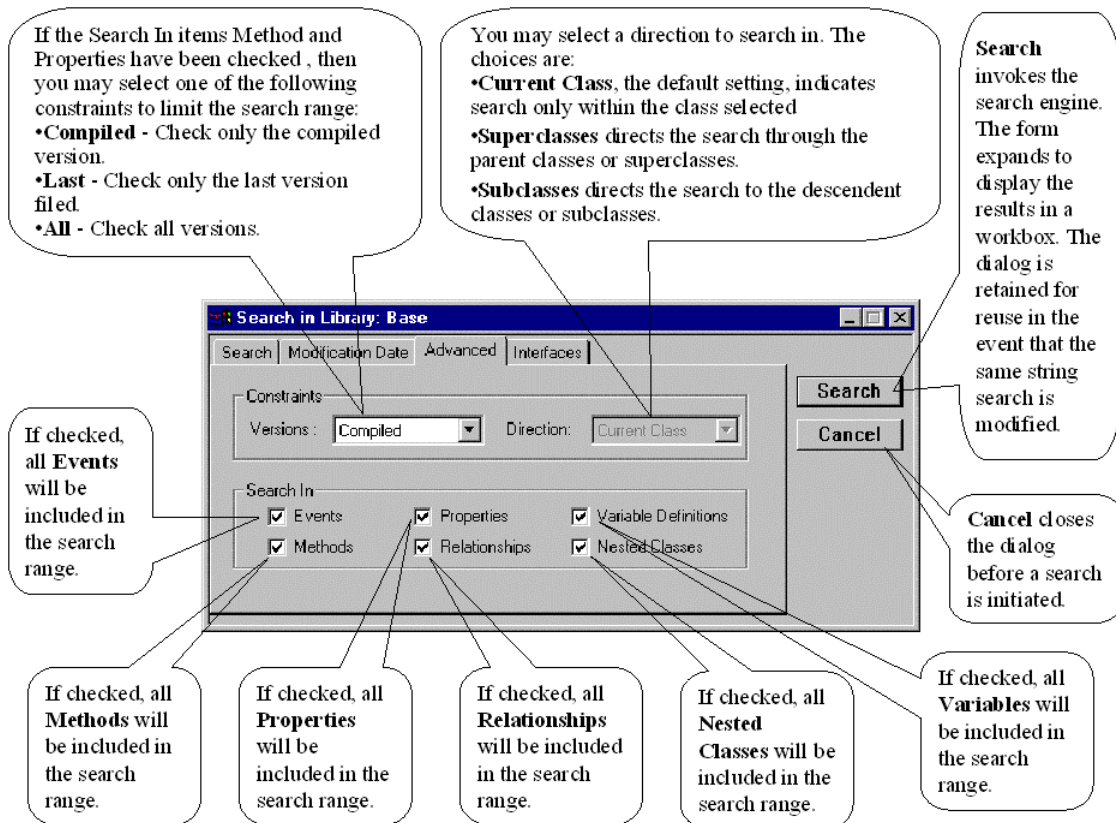 If the Search In items Method and
Properties have been checked , then
you may select one of the following
constraints to limit the search range:
•Compiled - Check only the compiled
version.
•Last - Check only the last version
filed.
•All - Check all versions.
You may select a direction to search in. The
choices are:
•Current Class, the default setting, indicates
search only within the class selected
•Superclasses directs the search through the
parent classes or superclasses.
•Subclasses directs the search to the descendent
classes or subclasses.
Search
invokes the
search engine.
The form
expands to
display the
results in a
workbox. The
dialog is
retained for
reuse in the
event that the
same string
search is
modified.
Search in Library: Base
Search Modification Date Advanced Interfaces
Constraints
Versions : Compiled Direction: Current Class
Search
Cancel
Search In
Events Properties Variable Definitions
Methods Relationships Nested Classes
If checked,
all Events
will be
included in
the search
range.
Cancel closes
the dialog
before a search
is initiated.
If checked, all
Methods will
be included in
the search
range.
If checked, all
Properties
will be
included in the
search range.
If checked, all
Relationships
will be included
in the search
range.
If checked, all
Nested
Classes will be
included in the
search range.
If checked, all
Variables will
be included in
the search
range.